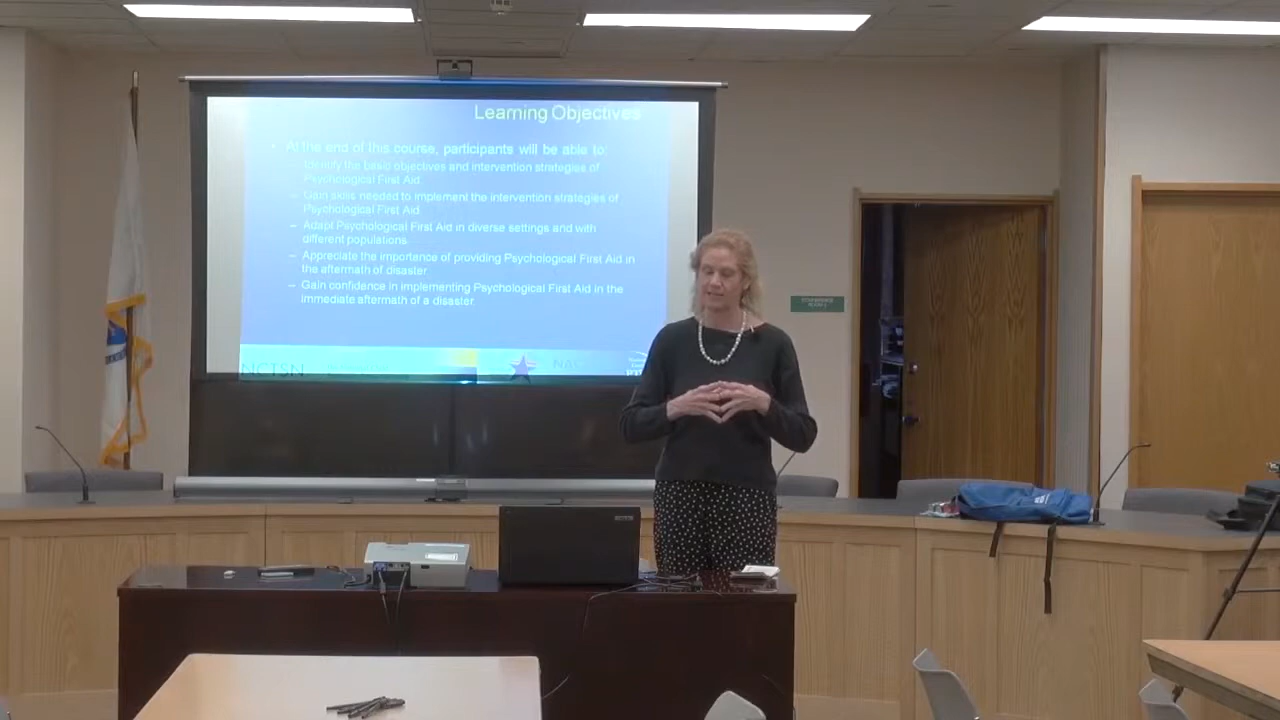 Learning Objectives
• At the end of this course, participants will be able to:
– Identify the basic objectives and intervention strategies of
Psychological First Aid.
– Gain skills needed to implement the intervention strategies of
Psychological First Aid.
– Adapt Psychological First Aid in diverse settings and with
different populations.
– Appreciate the importance of providing Psychological First Aid in
the aftermath of disaster
– Gain confidence in implementing Psychological First Aid in the
immediate aftermath of a disaster
NCTSN